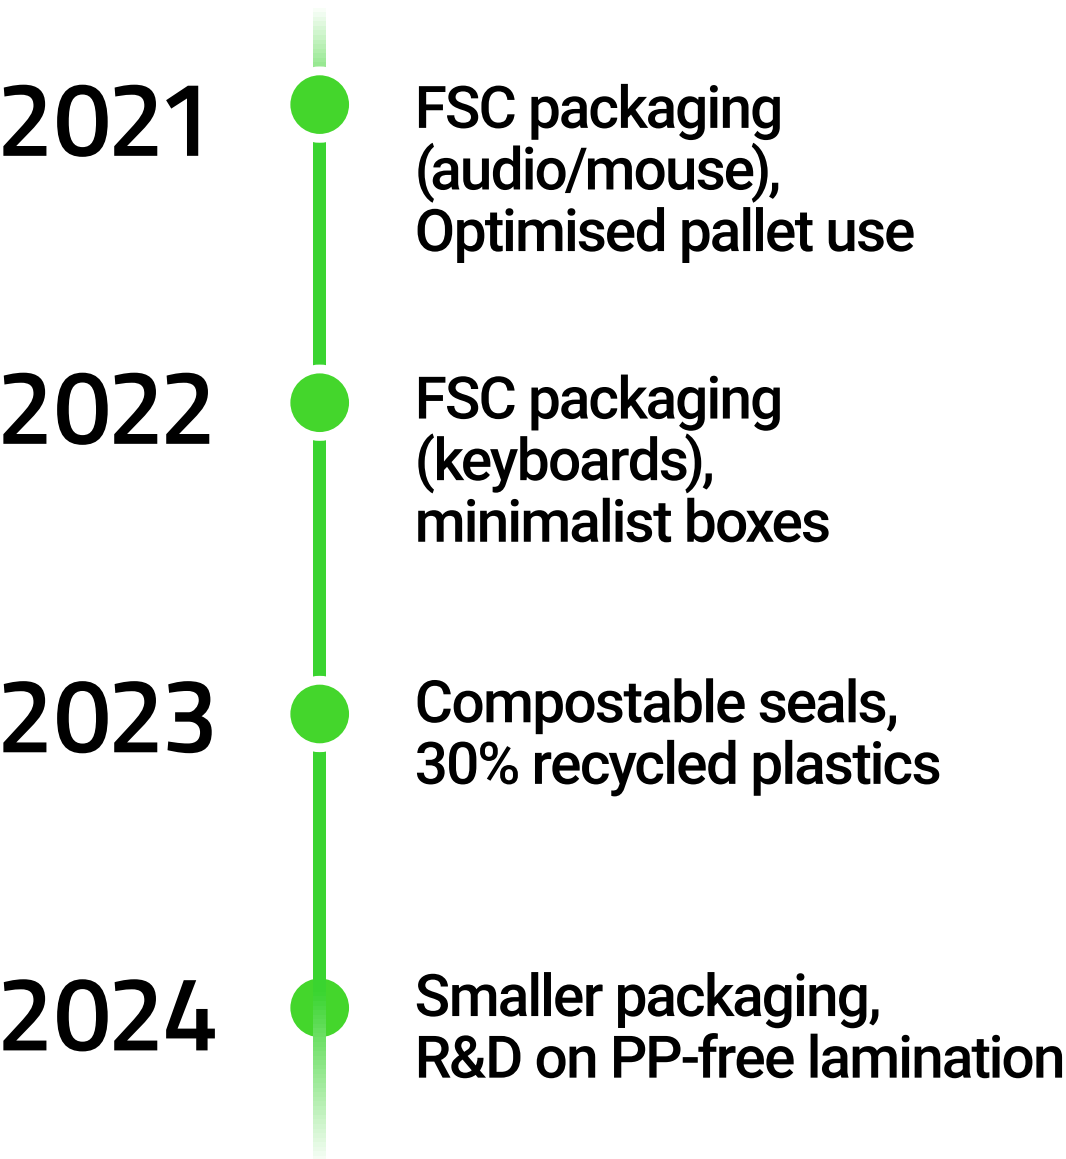 2021
FSC packaging
(audio/mouse),
Optimised pallet use
2022
FSC packaging
(keyboards),
minimalist boxes
2023
Compostable seals,
30% recycled plastics
2024
Smaller packaging,
R&D on PP-free lamination